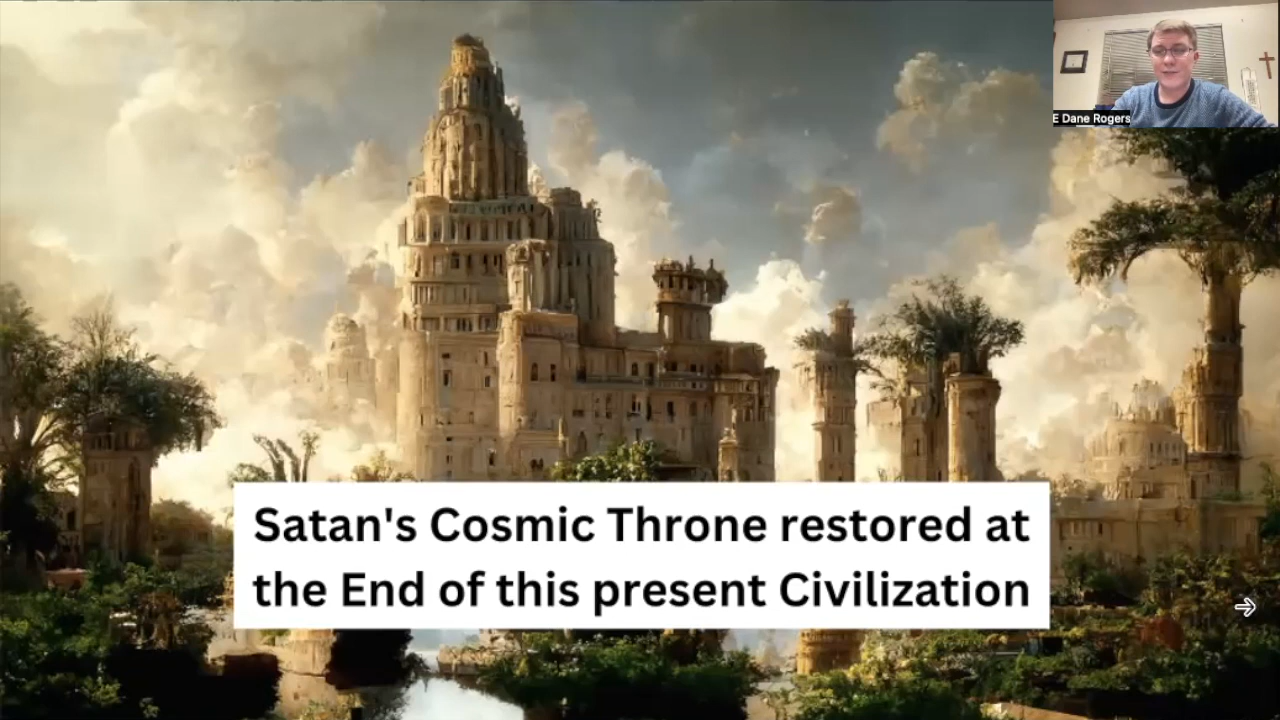 E Dane Rogers
Satan's Cosmic Throne restored at
the End of this present Civilization